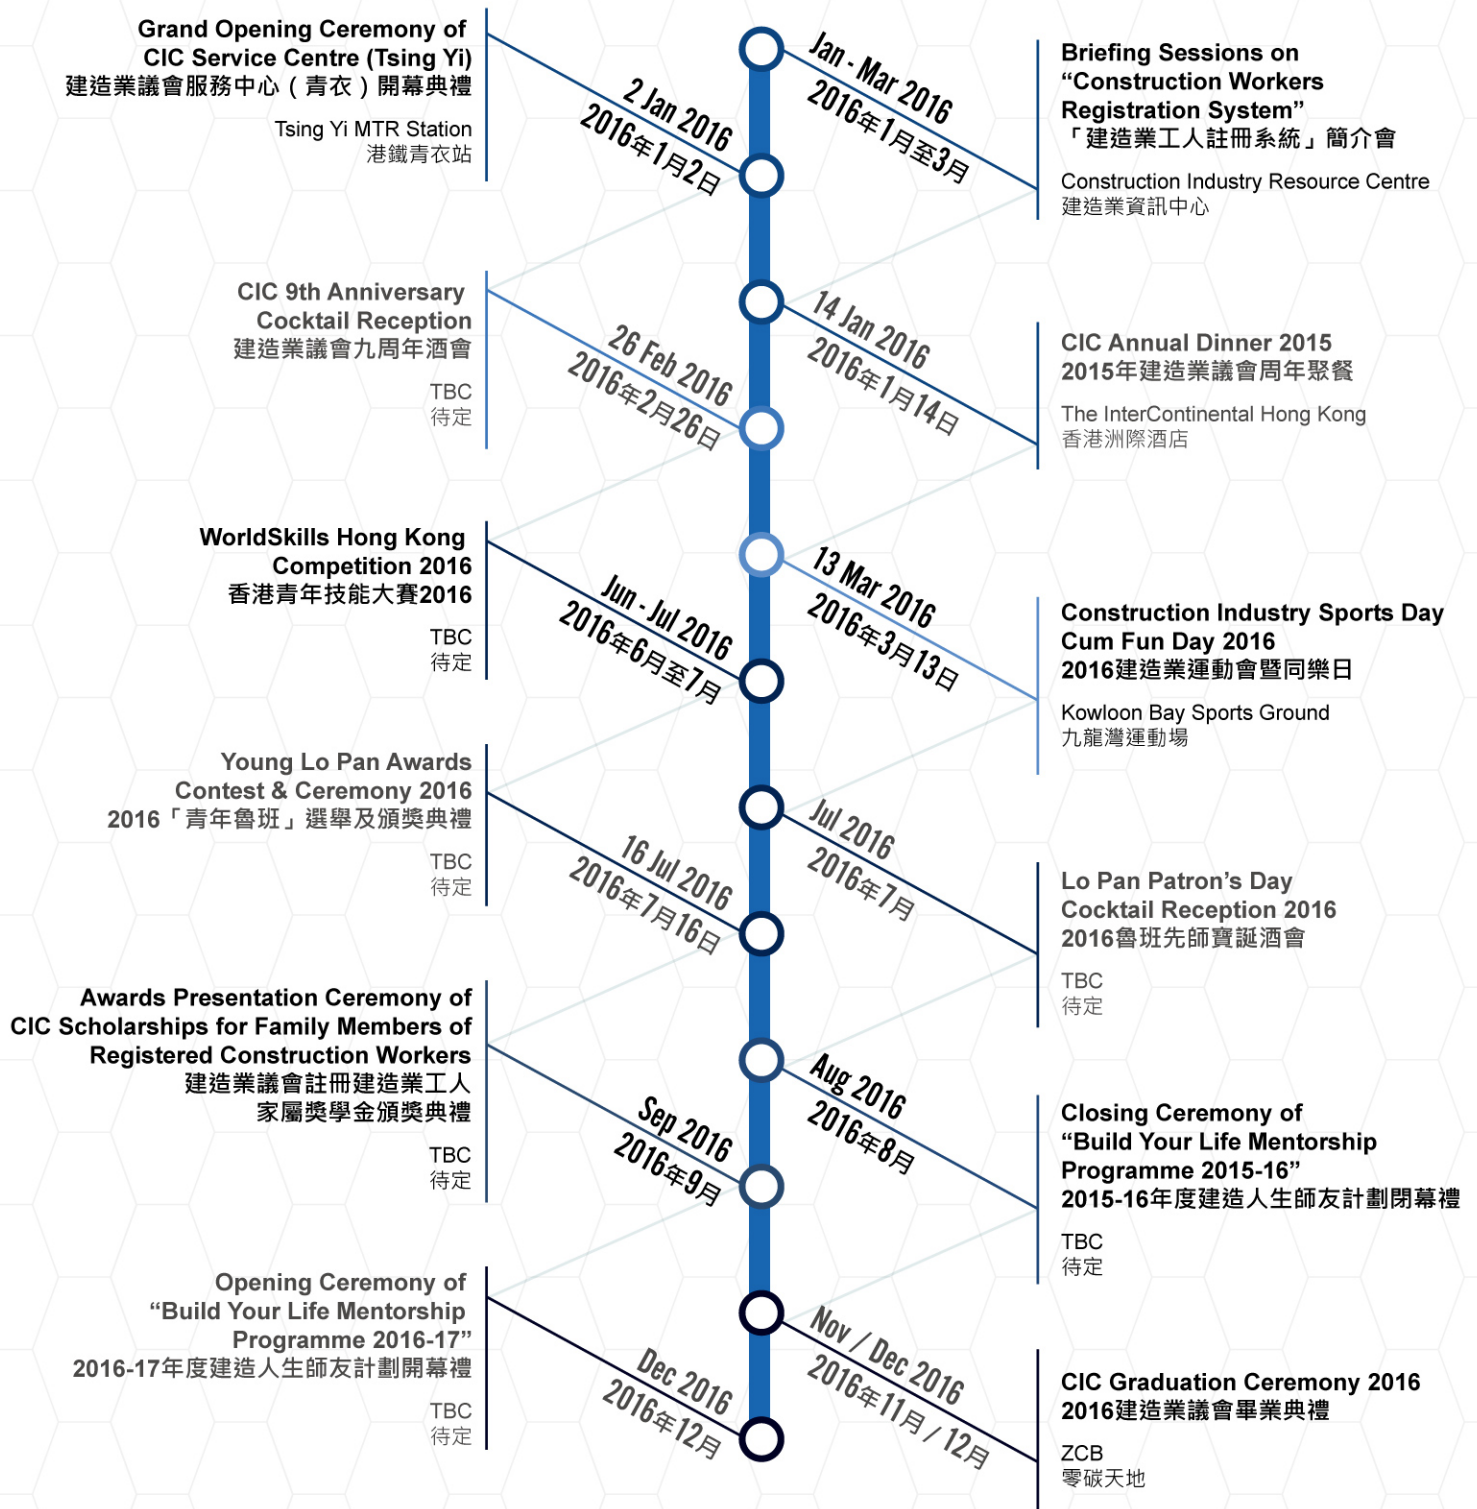 Jan - Mar 2016
2016年1月至3月
Briefing Sessions on
“Construction Workers
Registration System”
「建造業工人註冊系統」簡介會
Construction Industry Resource Centre
建造業資訊中心
Grand Opening Ceremony of
CIC Service Centre (Tsing Yi)
建造業議會服務中心（青衣）開幕典禮
Tsing Yi MTR Station
港鐵青衣站
2 Jan 2016
2016年1月2日
14 Jan 2016
2016年1月14日
CIC Annual Dinner 2015
2015年建造業議會周年聚餐
The InterContinental Hong Kong
香港洲際酒店
CIC 9th Anniversary
Cocktail Reception
建造業議會九周年酒會
TBC
待定
26 Feb 2016
2016年2月26日
13 Mar 2016
2016年3月13日
Construction Industry Sports Day
Cum Fun Day 2016
2016建造業運動會暨同樂日
Kowloon Bay Sports Ground
九龍灣運動場
WorldSkills Hong Kong
Competition 2016
香港青年技能大賽2016
TBC
待定
Jun - Jul 2016
2016年6月至7月
Jul 2016
2016年7月
Lo Pan Patron’s Day
Cocktail Reception 2016
2016魯班先師寶誕酒會
TBC
待定
Young Lo Pan Awards
Contest & Ceremony 2016
2016「青年魯班」選舉及頒獎典禮
TBC
待定
16 Jul 2016
2016年7月16日
Aug 2016
2016年8月
Closing Ceremony of
“Build Your Life Mentorship
Programme 2015-16”
2015-16年度建造人生師友計劃閉幕禮
TBC
待定
Awards Presentation Ceremony of
CIC Scholarships for Family Members of
Registered Construction Workers
建造業議會註冊建造業工人
家屬獎學金頒獎典禮
TBC
待定
Sep 2016
2016年9月
Nov / Dec 2016
2016年11月 / 12月
CIC Graduation Ceremony 2016
2016建造業議會畢業典禮
ZCB
零碳天地
Opening Ceremony of
“Build Your Life Mentorship
Programme 2016-17”
2016-17年度建造人生師友計劃開幕禮
TBC
待定
Dec 2016
2016年12月